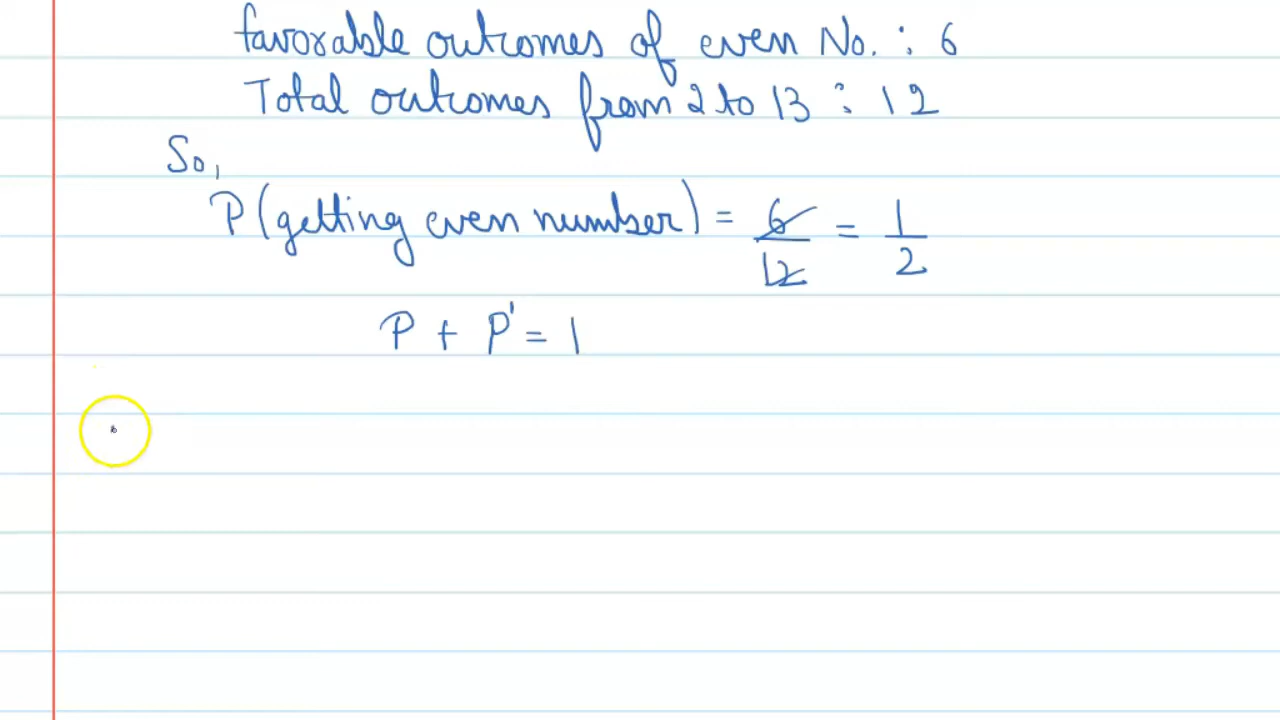 favorable outcomes of even No. : 6
Total outcomes from 2 to 13 : 12
So,
P(getting even number) = 6/12 = 1/2
P + P' = 1